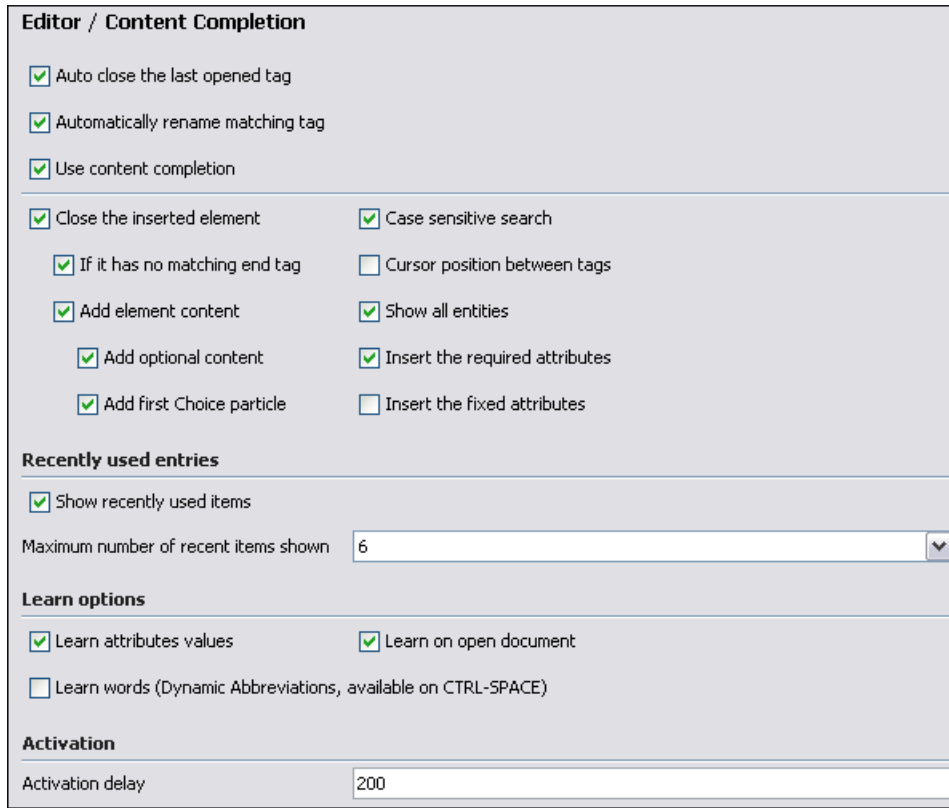 Editor / Content Completion
Auto close the last opened tag
Automatically rename matching tag
Use content completion
Close the inserted element Case sensitive search
If it has no matching end tag Cursor position between tags
Add element content Show all entities
Add optional content Insert the required attributes
Add first Choice particle Insert the fixed attributes
Recently used entries
Show recently used items
Maximum number of recent items shown 6
Learn options
Learn attributes values Learn on open document
Learn words (Dynamic Abbreviations, available on CTRL-SPACE)
Activation
Activation delay 200